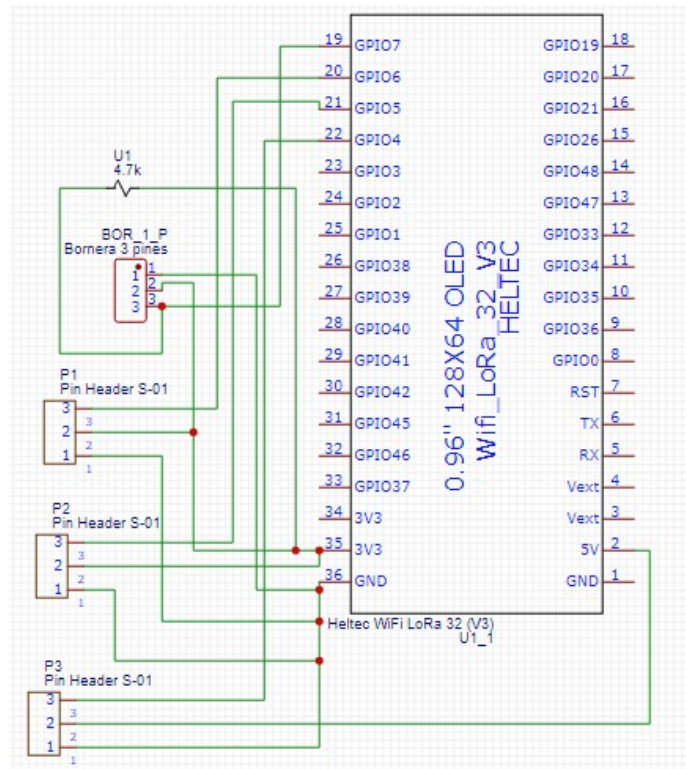 19 GPIO7 GPIO19 18
20 GPIO6 GPIO20 17
21 GPIO5 GPIO21 16
22 GPIO4 GPIO26 15
23 GPIO3 GPIO48 14
24 GPIO2 GPIO47 13
25 GPIO1 GPIO33 12
26 GPIO38 GPIO34 11
27 GPIO39 GPIO35 10
28 GPIO40 GPIO36 9
29 GPIO41 GPIO0 8
30 GPIO42 RST 7
31 GPIO45 TX 6
32 GPIO46 RX 5
33 GPIO37 Vext 4
34 3V3 Vext 3
35 3V3 5V 2
36 GND GND 1
0.96" 128X64 OLED
Wifi_LoRa_32_V3
HELTEC
Heltec WiFi LoRa 32 (V3)
U1_1
U1
4.7k
BOR_1_P
Bornera 3 pines
1 1
2 2
3 3
P1
Pin Header S-01
3 3
2 2
1 1
P2
Pin Header S-01
3 3
2 2
1 1
P3
Pin Header S-01
3 3
2 2
1 1